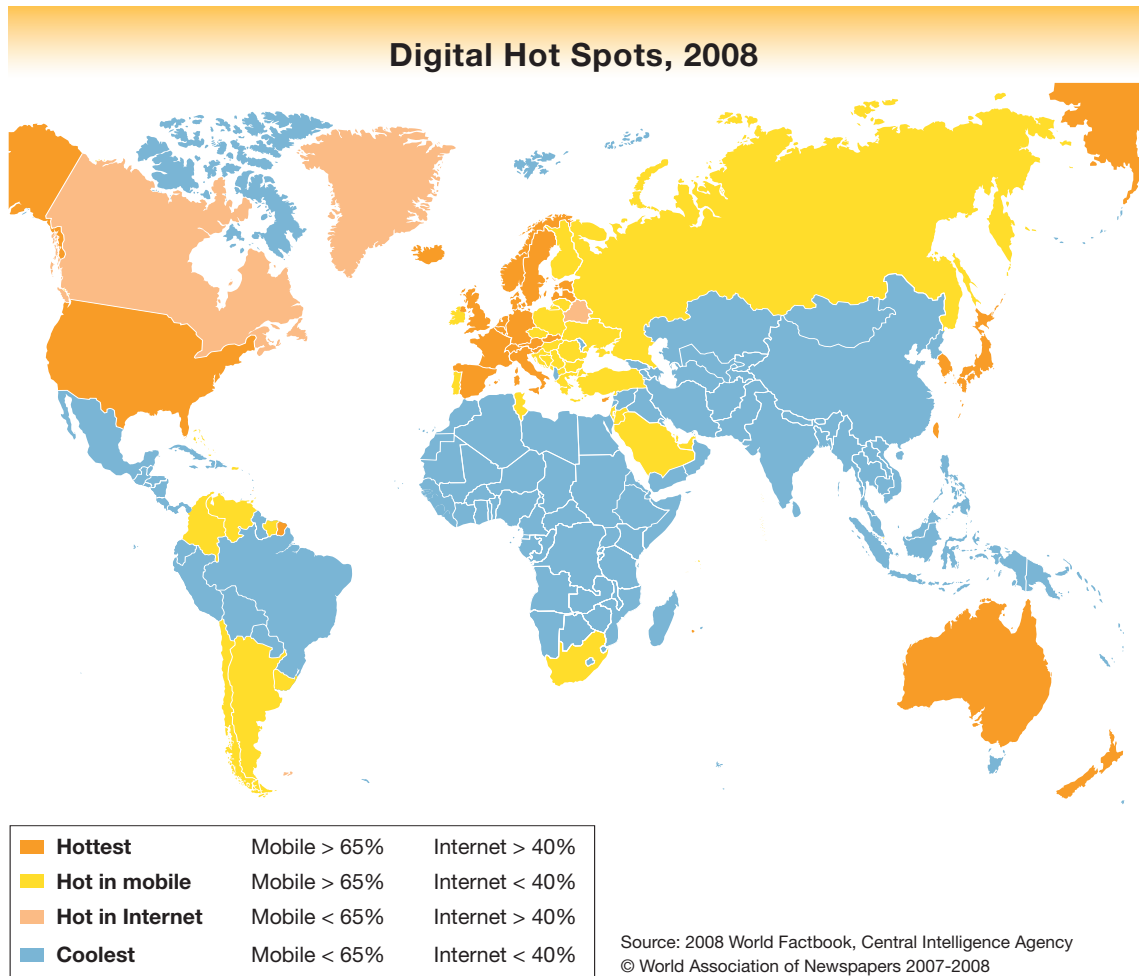 Digital Hot Spots, 2008
Hottest Mobile > 65% Internet > 40%
Hot in mobile Mobile > 65% Internet < 40%
Hot in Internet Mobile < 65% Internet > 40%
Coolest Mobile < 65% Internet < 40%
Source: 2008 World Factbook, Central Intelligence Agency
© World Association of Newspapers 2007-2008